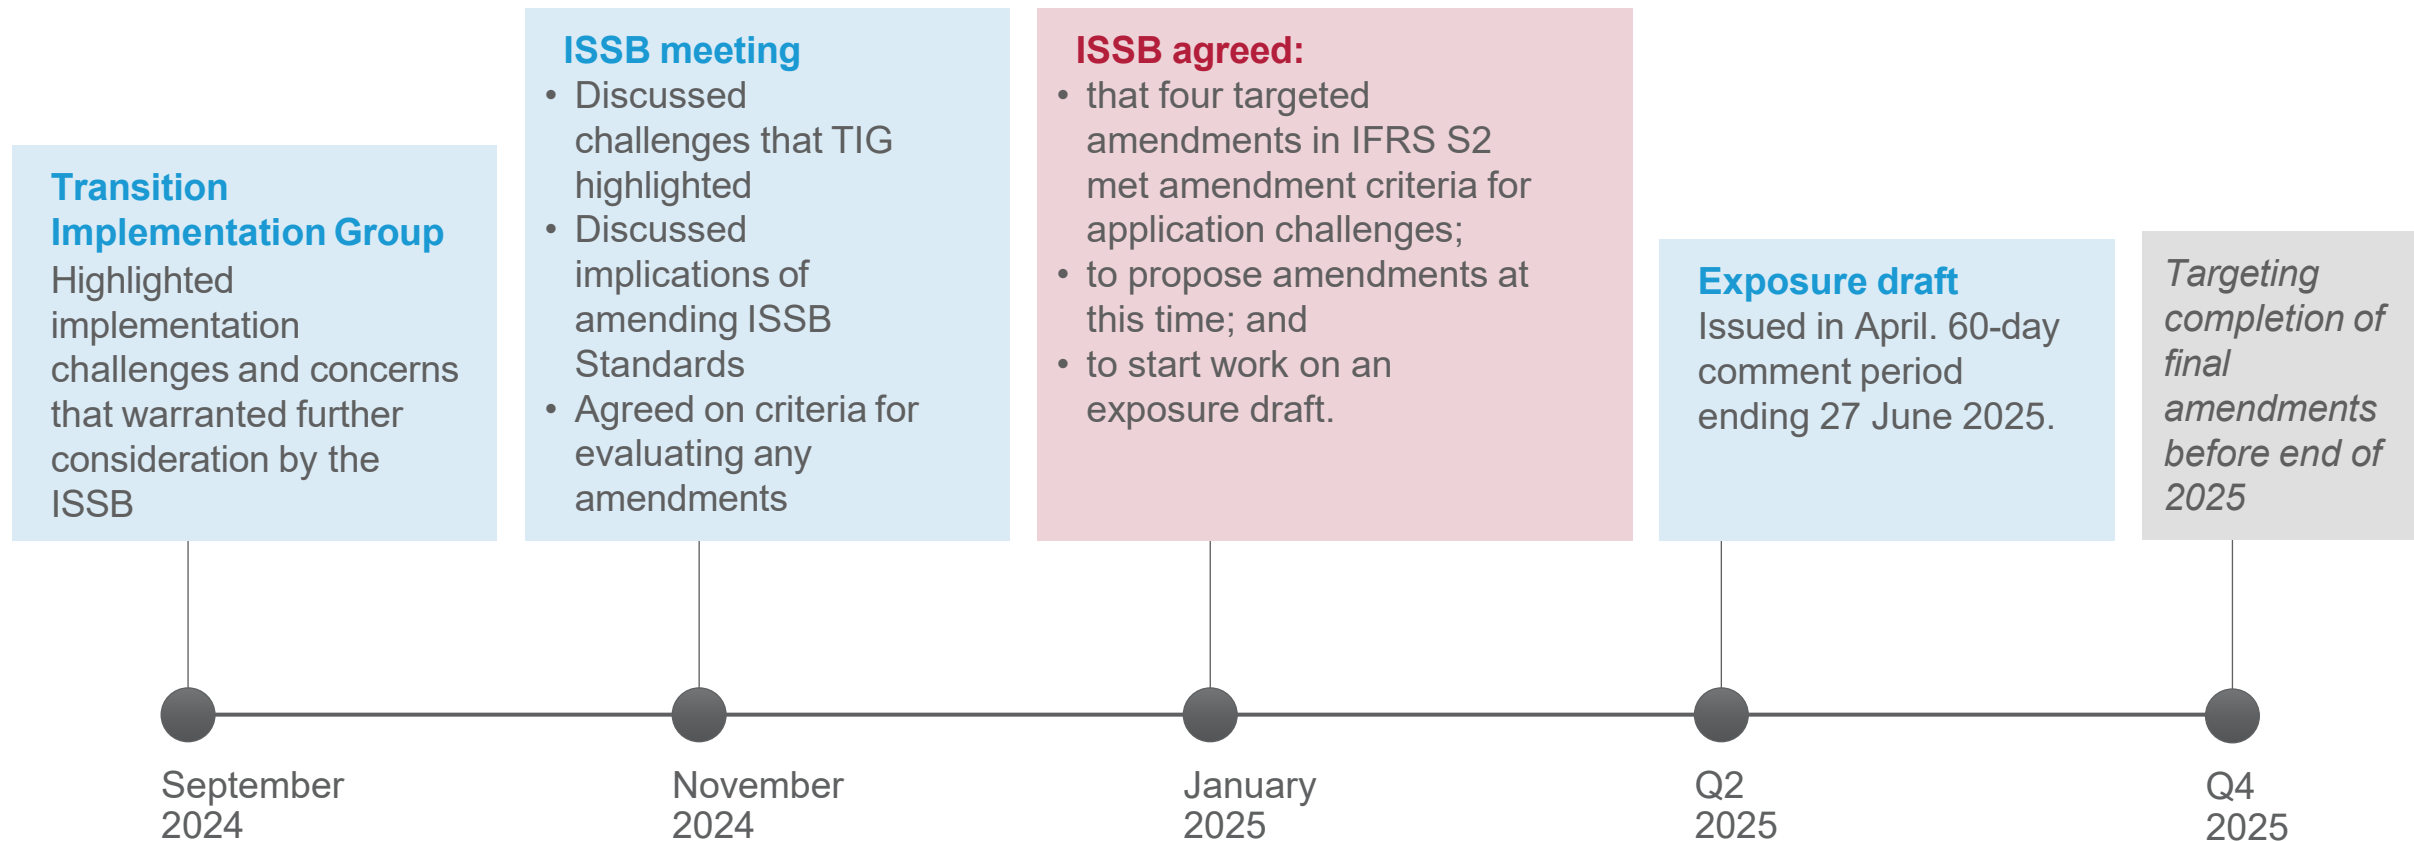 Transition
Implementation Group
Highlighted
implementation
challenges and concerns
that warranted further
consideration by the
ISSB
ISSB meeting
• Discussed
challenges that TIG
highlighted
• Discussed
implications of
amending ISSB
Standards
• Agreed on criteria for
evaluating any
amendments
ISSB agreed:
• that four targeted
amendments in IFRS S2
met amendment criteria for
application challenges;
• to propose amendments at
this time; and
• to start work on an
exposure draft.
Exposure draft
Issued in April. 60-day
comment period
ending 27 June 2025.
Targeting
completion of
final
amendments
before end of
2025
September
2024
November
2024
January
2025
Q2
2025
Q4
2025